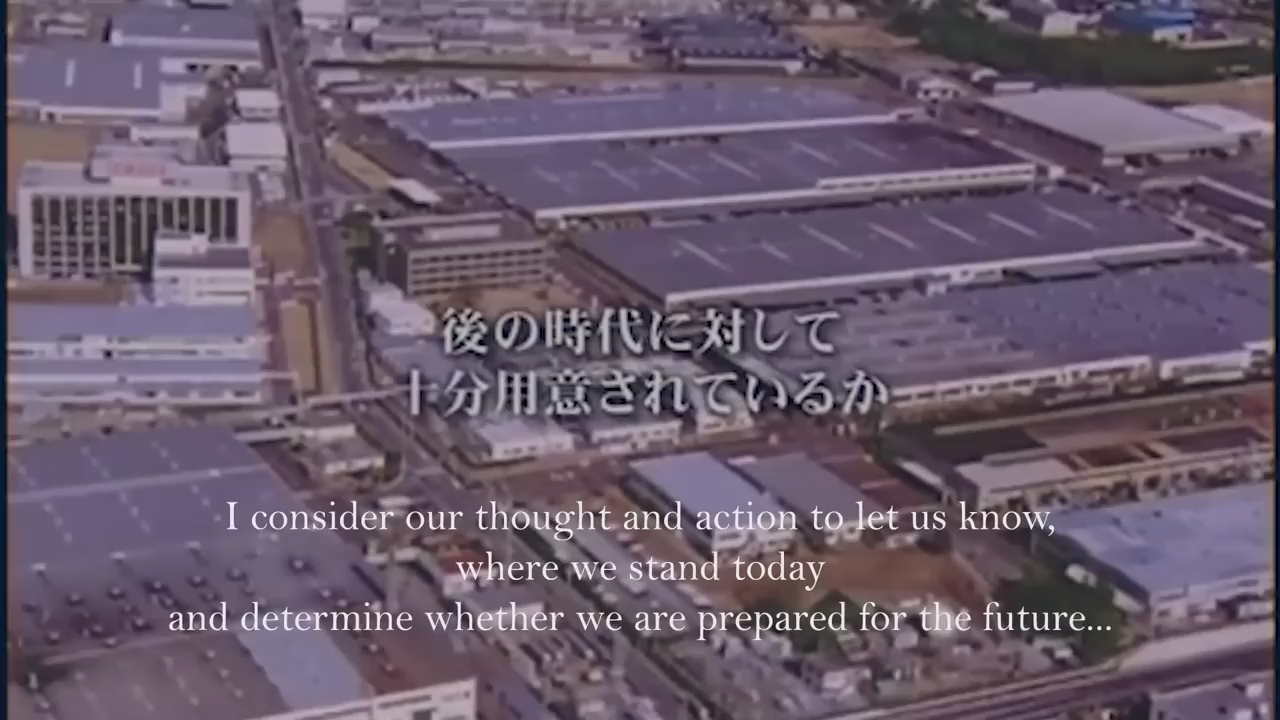 後の時代に対して
十分用意されているか
I consider our thought and action to let us know,
where we stand today
and determine whether we are prepared for the future...